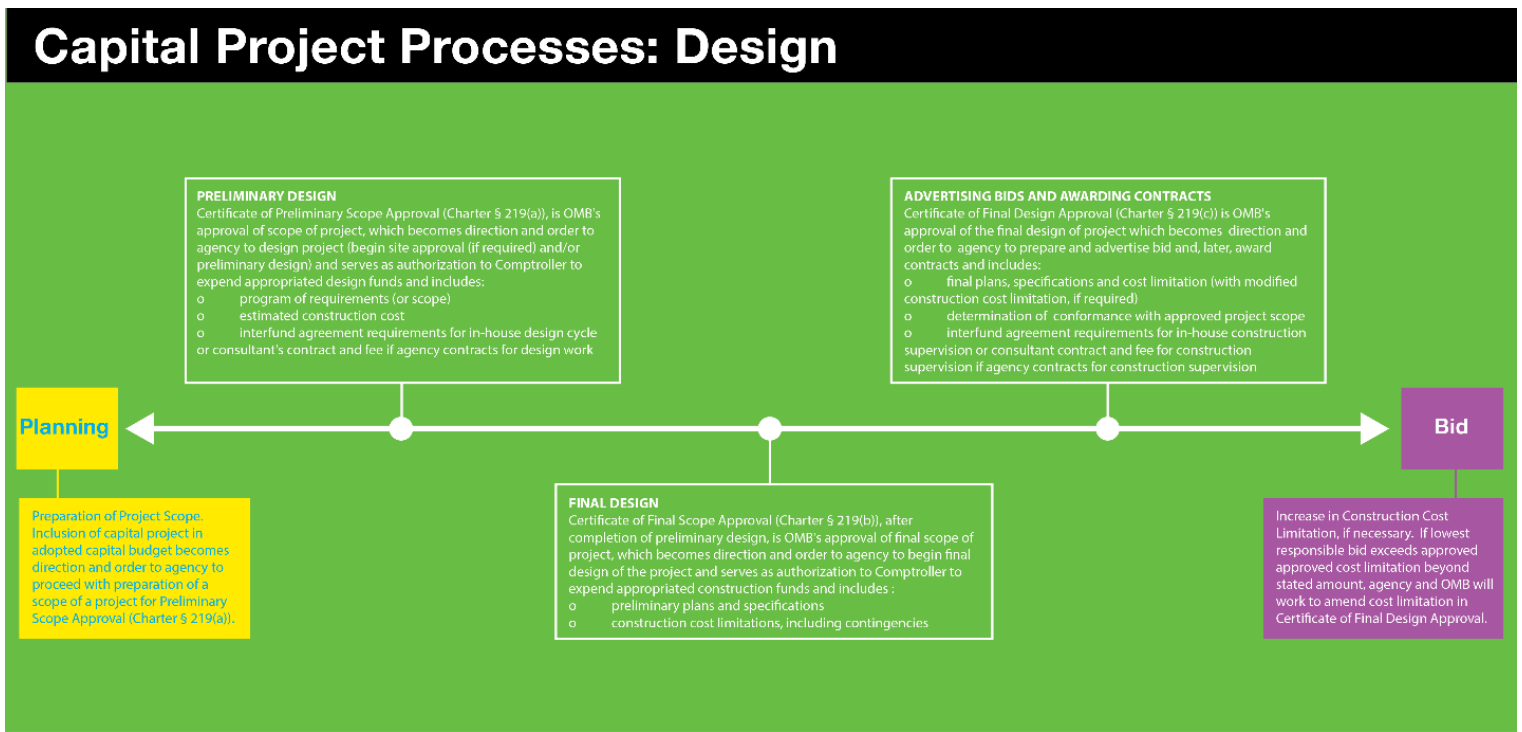 Capital Project Processes: Design
PRELIMINARY DESIGN
Certificate of Preliminary Scope Approval (Charter § 219(a)), is OMB's
approval of scope of project, which becomes direction and order to
agency to design project (begin site approval (if required) and/or
preliminary design) and serves as authorization to Comptroller to
expend appropriated design funds and includes:
o program of requirements (or scope)
o estimated construction cost
o interfund agreement requirements for in-house design cycle
or consultant's contract and fee if agency contracts for design work
ADVERTISING BIDS AND AWARDING CONTRACTS
Certificate of Final Design Approval (Charter § 219(c)) is OMB's
approval of the final design of project which becomes direction and
order to agency to prepare and advertise bid and, later, award
contracts and includes:
o final plans, specifications and cost limitation (with modified
construction cost limitation, if required)
o determination of conformance with approved project scope
o interfund agreement requirements for in-house construction
supervision or consultant contract and fee for construction
supervision if agency contracts for construction supervision
Planning
Bid
Preparation of Project Scope.
Inclusion of capital project in
adopted capital budget becomes
direction and order to agency to
proceed with preparation of a
scope of a project for Preliminary
Scope Approval (Charter § 219(a)).
FINAL DESIGN
Certificate of Final Scope Approval (Charter § 219(b)), after
completion of preliminary design, is OMB's approval of final scope of
project, which becomes direction and order to agency to begin final
design of the project and serves as authorization to Comptroller to
expend appropriated construction funds and includes :
o preliminary plans and specifications
o construction cost limitations, including contingencies
Increase in Construction Cost
Limitation, if necessary. If lowest
responsible bid exceeds approved
approved cost limitation beyond
stated amount, agency and OMB will
work to amend cost limitation in
Certificate of Final Design Approval.